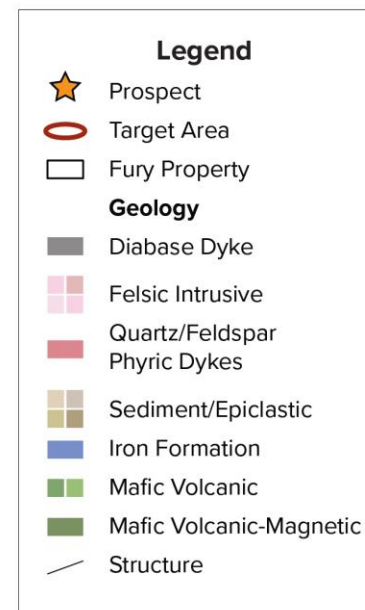 Legend
Prospect
Target Area
Fury Property
Geology
Diabase Dyke
Felsic Intrusive
Quartz/Feldspar
Phyric Dykes
Sediment/Epiclastic
Iron Formation
Mafic Volcanic
Mafic Volcanic-Magnetic
Structure